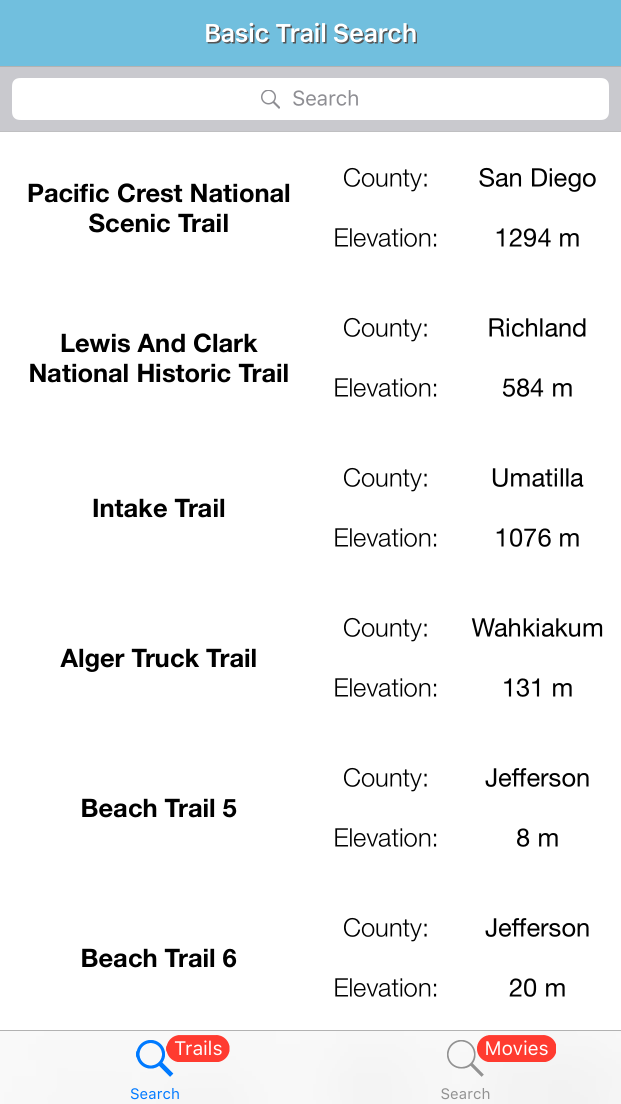 Basic Trail Search
Search
Pacific Crest National
Scenic Trail
County: San Diego
Elevation: 1294 m
Lewis And Clark
National Historic Trail
County: Richland
Elevation: 584 m
Intake Trail
County: Umatilla
Elevation: 1076 m
Alger Truck Trail
County: Wahkiakum
Elevation: 131 m
Beach Trail 5
County: Jefferson
Elevation: 8 m
Beach Trail 6
County: Jefferson
Elevation: 20 m
Trails
Search
Movies
Search